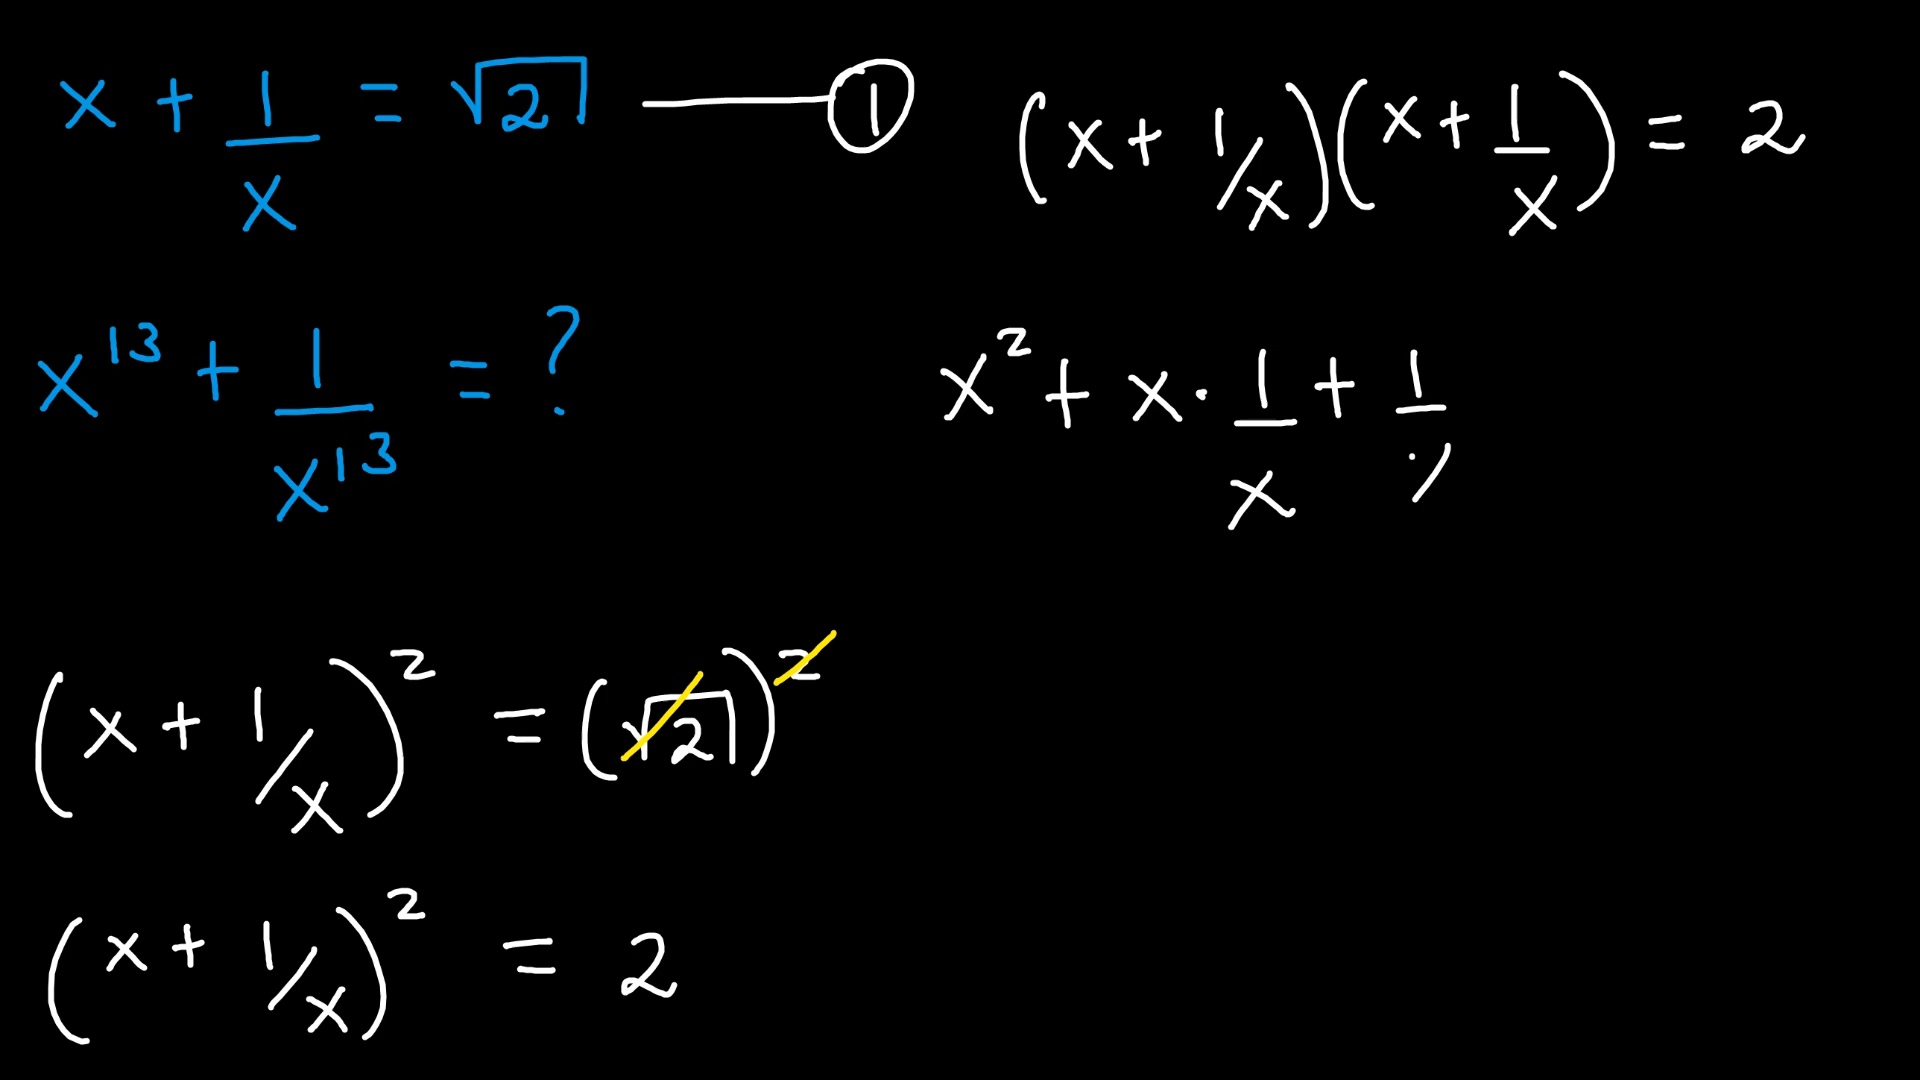 x + 1/x = √2 —— ①
x¹³ + 1/x¹³ = ?
(x + 1/x)² = (√2)²
(x + 1/x)² = 2
(x + 1/x)(x + 1/x) = 2
x² + x · 1/x + 1/